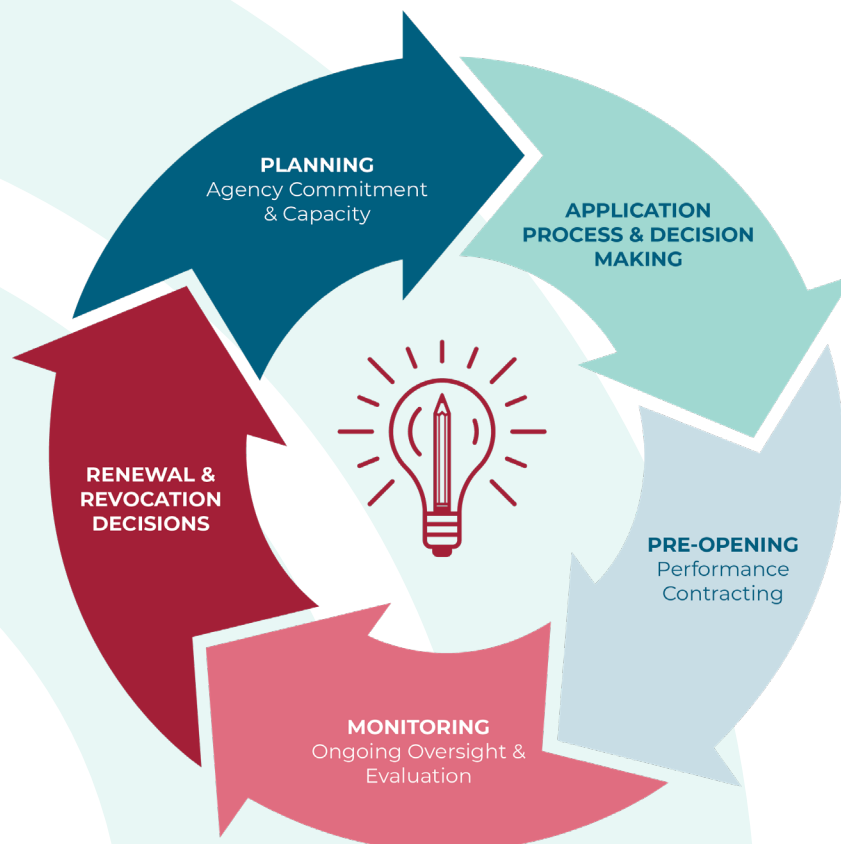 PLANNING
Agency Commitment
& Capacity
APPLICATION
PROCESS & DECISION
MAKING
PRE-OPENING
Performance
Contracting
MONITORING
Ongoing Oversight &
Evaluation
RENEWAL &
REVOCATION
DECISIONS